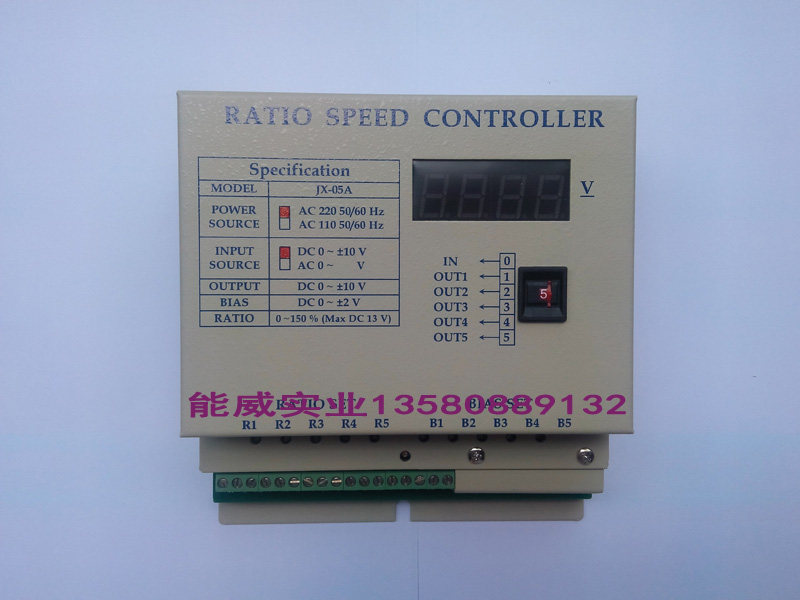 RATIO SPEED CONTROLLER
Specification
MODEL JX-05A
POWER SOURCE AC 220 50/60 Hz
AC 110 50/60 Hz
INPUT SOURCE DC 0 ~ ±10 V
AC 0 ~ V
OUTPUT DC 0 ~ ±10 V
BIAS DC 0 ~ ±2 V
RATIO 0 ~150 % (Max DC 13 V)
V
IN 0
OUT1 1
OUT2 2
OUT3 3
OUT4 4
OUT5 5
5
RATIO SET BIAS SET
能威实业13580889132
R1 R2 R3 R4 R5 B1 B2 B3 B4 B5